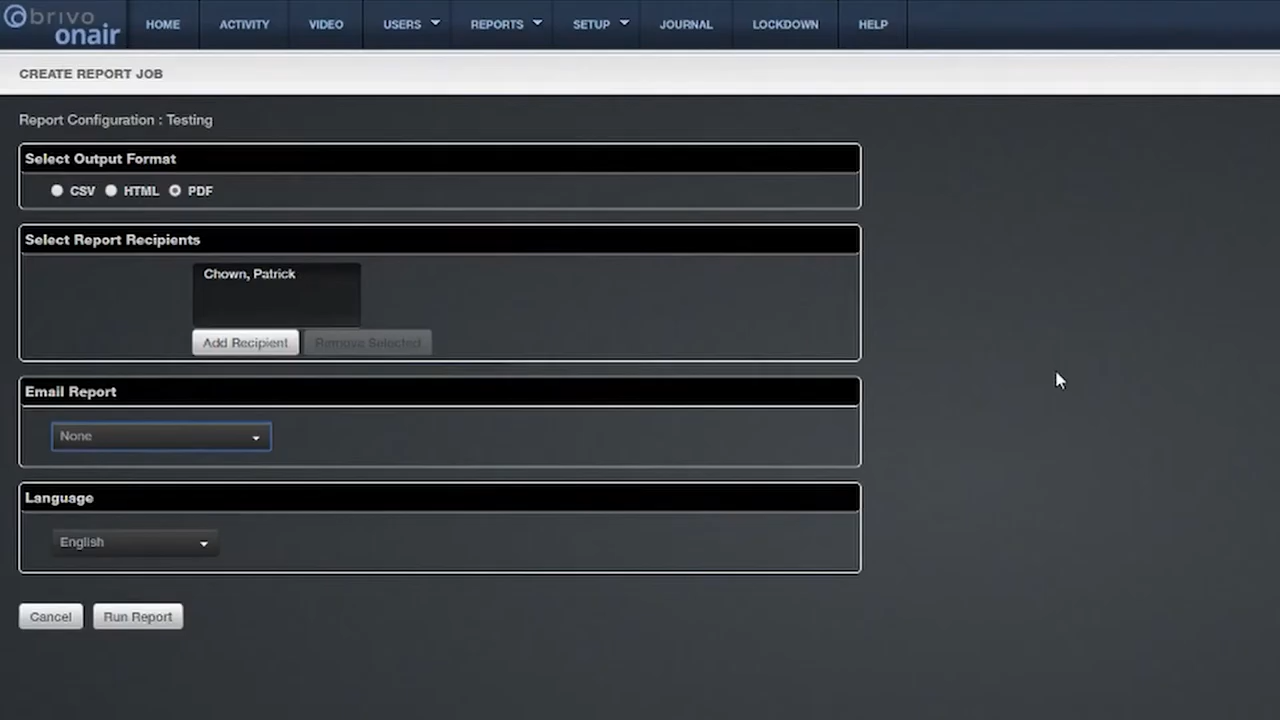 brivo
onair
HOME ACTIVITY VIDEO USERS REPORTS SETUP JOURNAL LOCKDOWN HELP
CREATE REPORT JOB
Report Configuration : Testing
Select Output Format
CSV HTML PDF
Select Report Recipients
Chown, Patrick
Add Recipient Remove Selected
Email Report
None
Language
English
Cancel Run Report